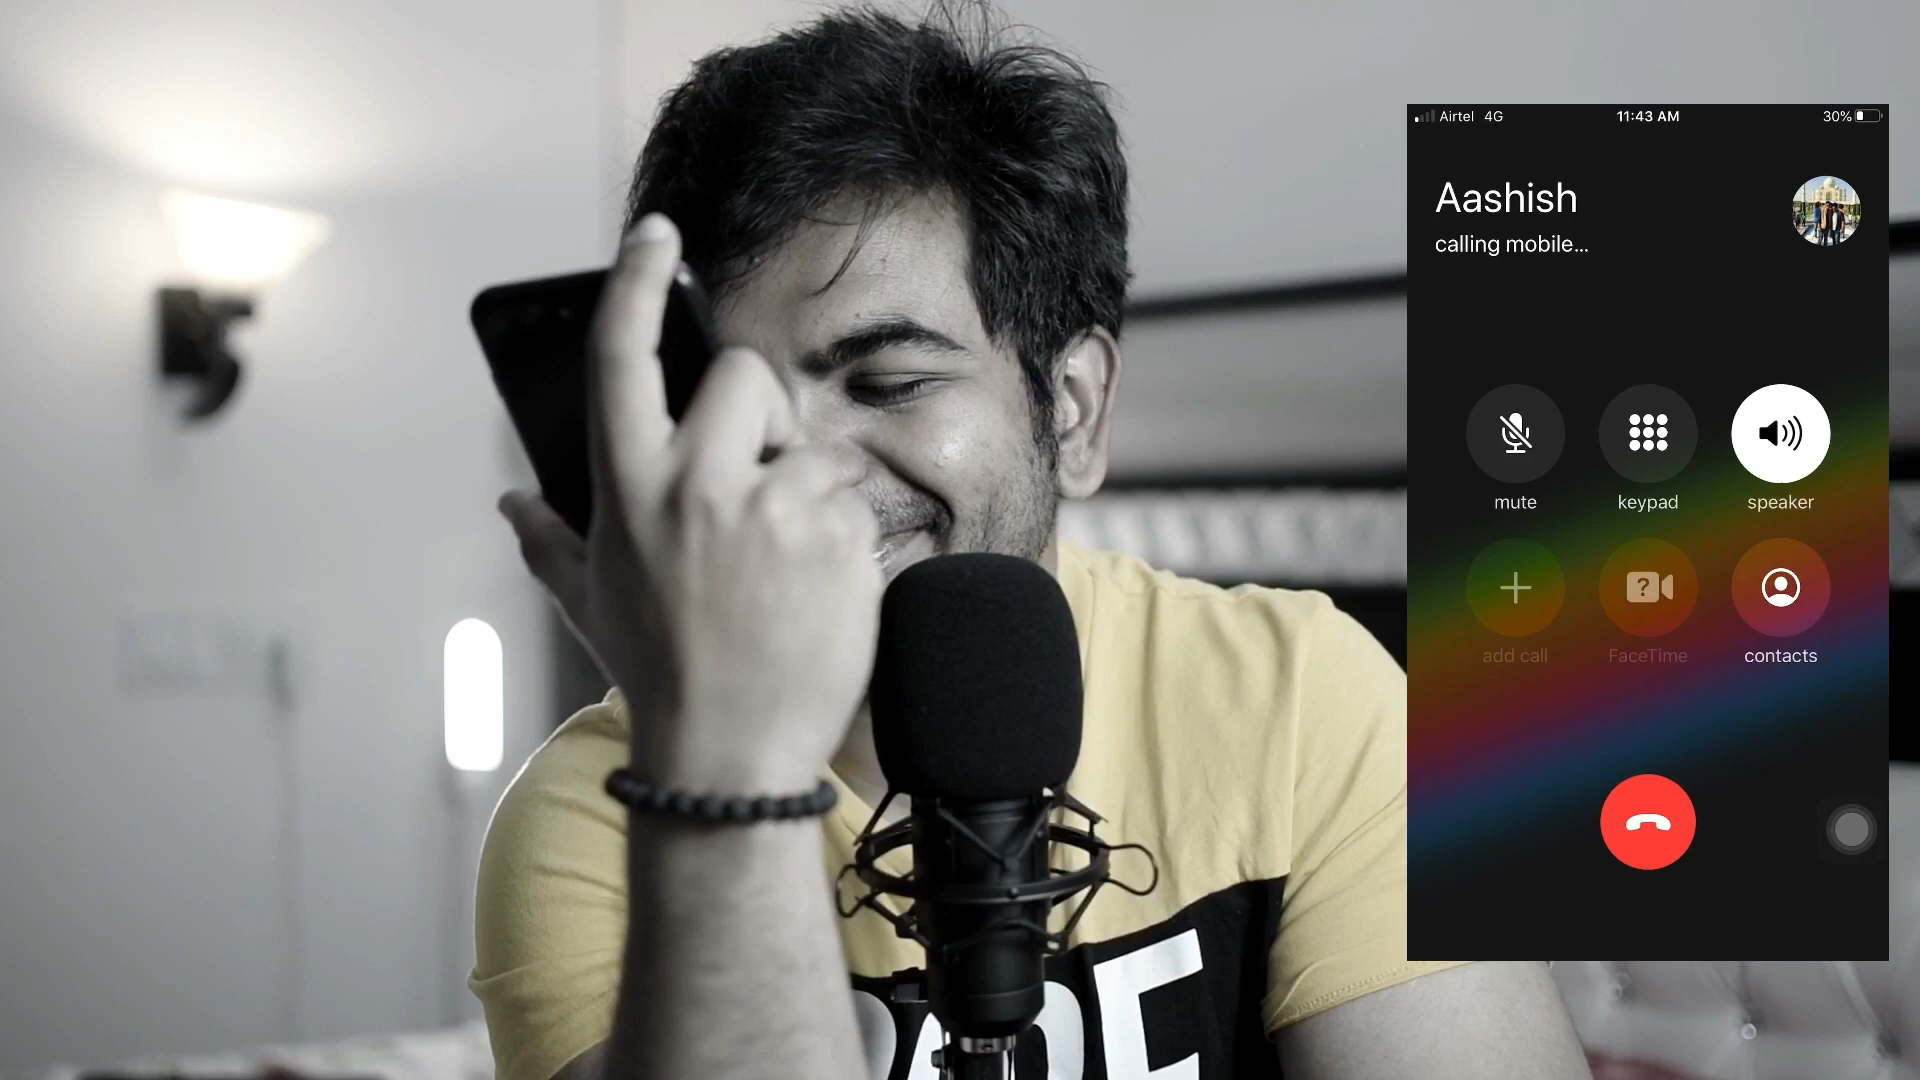 Airtel 4G 11:43 AM 30%
Aashish
calling mobile...
mute keypad speaker
add call FaceTime contacts